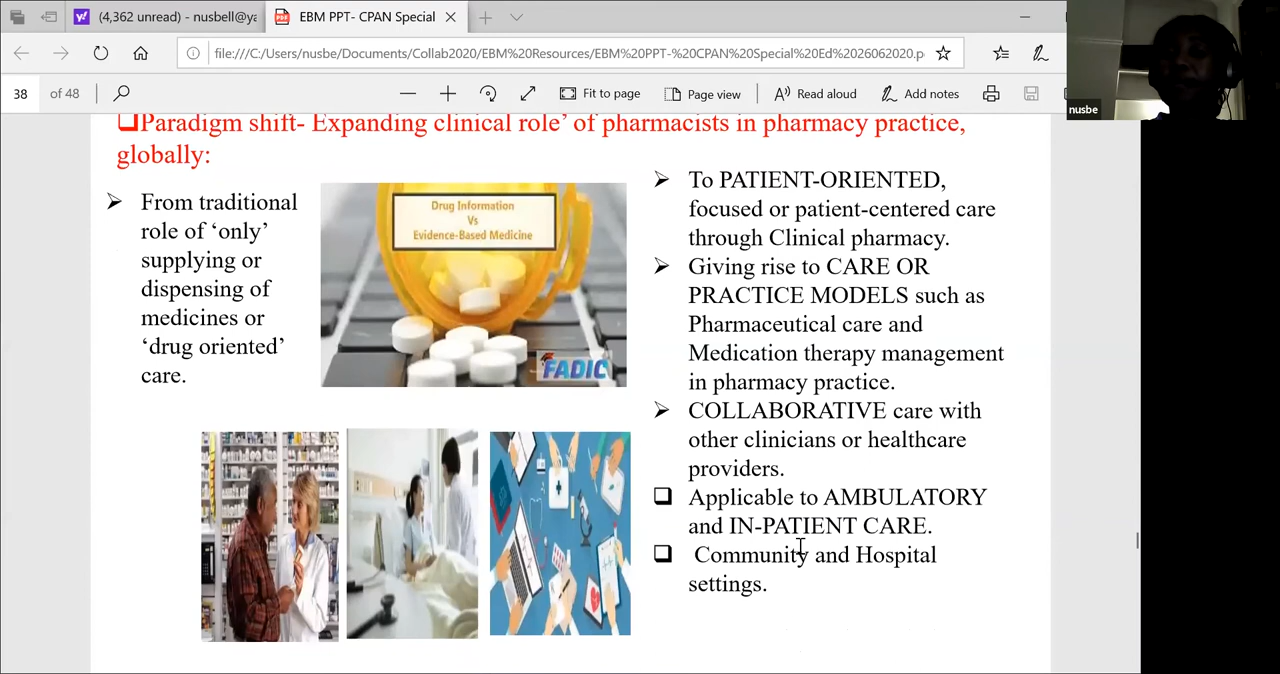 (4,362 unread) - nusbell@ya
EBM PPT- CPAN Special
file:///C:/Users/nusbe/Documents/Collab2020/EBM%20Resources/EBM%20PPT-%20CPAN%20Special%20Ed%2026062020.p
nusbe
38 of 48
Fit to page
Page view
Read aloud
Add notes
Paradigm shift- Expanding clinical role’ of pharmacists in pharmacy practice,
globally:
From traditional
role of ‘only’
supplying or
dispensing of
medicines or
‘drug oriented’
care.
Drug Information
Vs
Evidence-Based Medicine
FADIC
To PATIENT-ORIENTED,
focused or patient-centered care
through Clinical pharmacy.
Giving rise to CARE OR
PRACTICE MODELS such as
Pharmaceutical care and
Medication therapy management
in pharmacy practice.
COLLABORATIVE care with
other clinicians or healthcare
providers.
Applicable to AMBULATORY
and IN-PATIENT CARE.
Community and Hospital
settings.